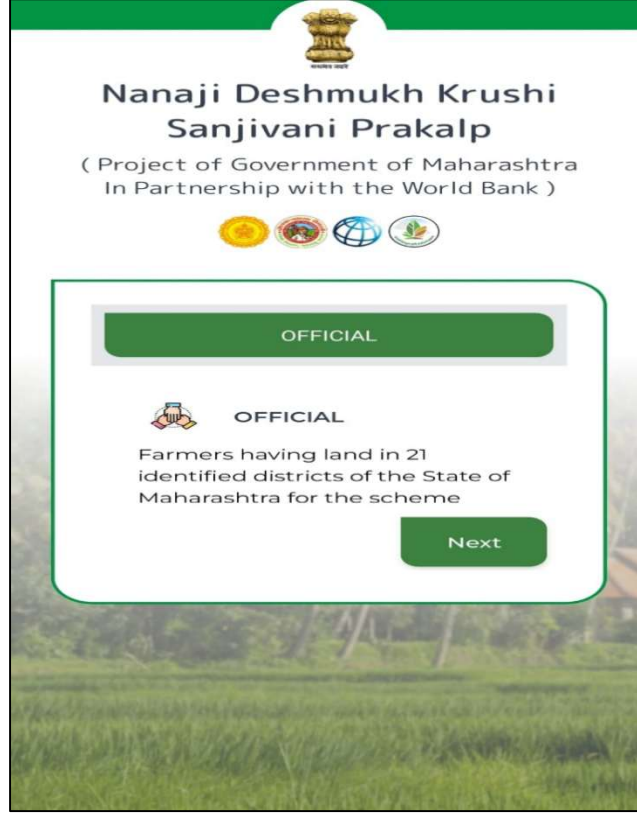 Nanaji Deshmukh Krushi
Sanjivani Prakalp
( Project of Government of Maharashtra
In Partnership with the World Bank )
OFFICIAL
OFFICIAL
Farmers having land in 21
identified districts of the State of
Maharashtra for the scheme
Next